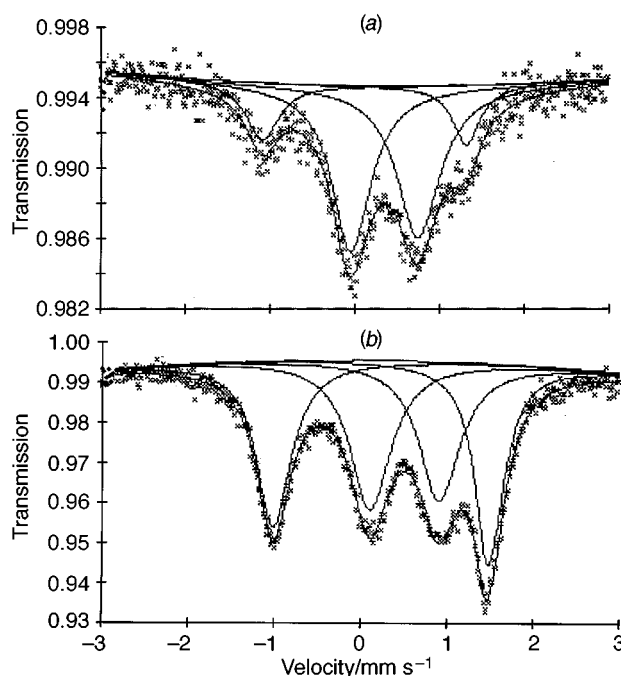 (a)
0.998
0.994
0.990
0.986
0.982
Transmission
(b)
1.00
0.99
0.98
0.97
0.96
0.95
0.94
0.93
Transmission
–3 –2 –1 0 1 2 3
Velocity/mm s–1